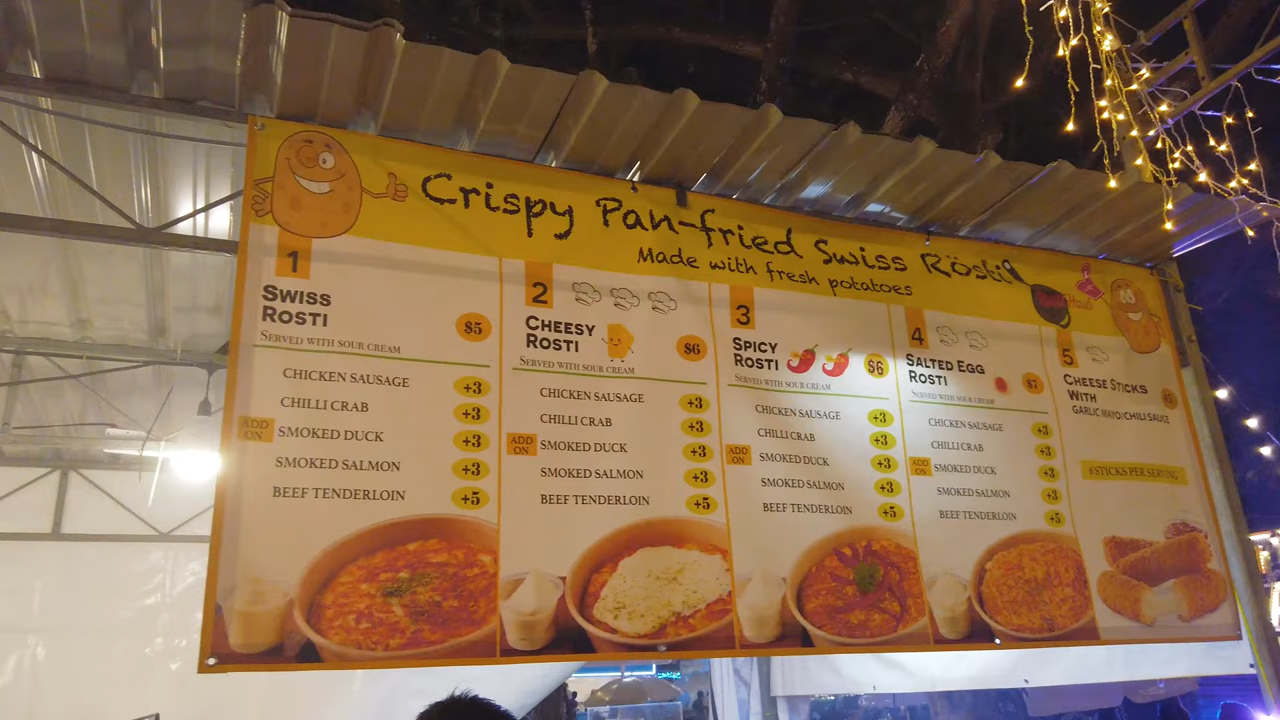 Crispy Pan-fried Swiss Rösti
Made with fresh potatoes
1
SWISS
ROSTI
$5
SERVED WITH SOUR CREAM
CHICKEN SAUSAGE +3
CHILLI CRAB +3
ADD
ON
SMOKED DUCK +3
SMOKED SALMON +3
BEEF TENDERLOIN +5
2
CHEESY
ROSTI
$6
SERVED WITH SOUR CREAM
CHICKEN SAUSAGE +3
CHILLI CRAB +3
ADD
ON
SMOKED DUCK +3
SMOKED SALMON +3
BEEF TENDERLOIN +5
3
SPICY
ROSTI
$6
SERVED WITH SOUR CREAM
CHICKEN SAUSAGE +3
CHILLI CRAB +3
ADD
ON
SMOKED DUCK +3
SMOKED SALMON +3
BEEF TENDERLOIN +5
4
SALTED EGG
ROSTI
$7
SERVED WITH SOUR CREAM
CHICKEN SAUSAGE +3
CHILLI CRAB +3
ADD
ON
SMOKED DUCK +3
SMOKED SALMON +3
BEEF TENDERLOIN +5
5
CHEESE STICKS
WITH
GARLIC MAYO/CHILI SAUCE
STICKS PER SERVING